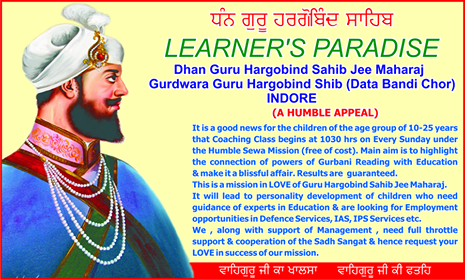 ਧੰਨ ਗੁਰੂ ਹਰਗੋਬਿੰਦ ਸਾਹਿਬ
LEARNER'S PARADISE
Dhan Guru Hargobind Sahib Jee Maharaj
Gurdwara Guru Hargobind Shib (Data Bandi Chor)
INDORE
(A HUMBLE APPEAL)
It is a good news for the children of the age group of 10-25 years
that Coaching Class begins at 1030 hrs on Every Sunday under
the Humble Sewa Mission (free of cost). Main aim is to highlight
the connection of powers of Gurbani Reading with Education
& make it a blissful affair. Results are guaranteed.
This is a mission in LOVE of Guru Hargobind Sahib Jee Maharaj.
It will lead to personality development of children who need
guidance of experts in Education & are looking for Employment
opportunities in Defence Services, IAS, IPS Services etc.
We , along with support of Management , need full throttle
support & cooperation of the Sadh Sangat & hence request your
LOVE in success of our mission.
ਵਾਹਿਗੁਰੂ ਜੀ ਕਾ ਖਾਲਸਾ ਵਾਹਿਗੁਰੂ ਜੀ ਕੀ ਫਤਹਿ